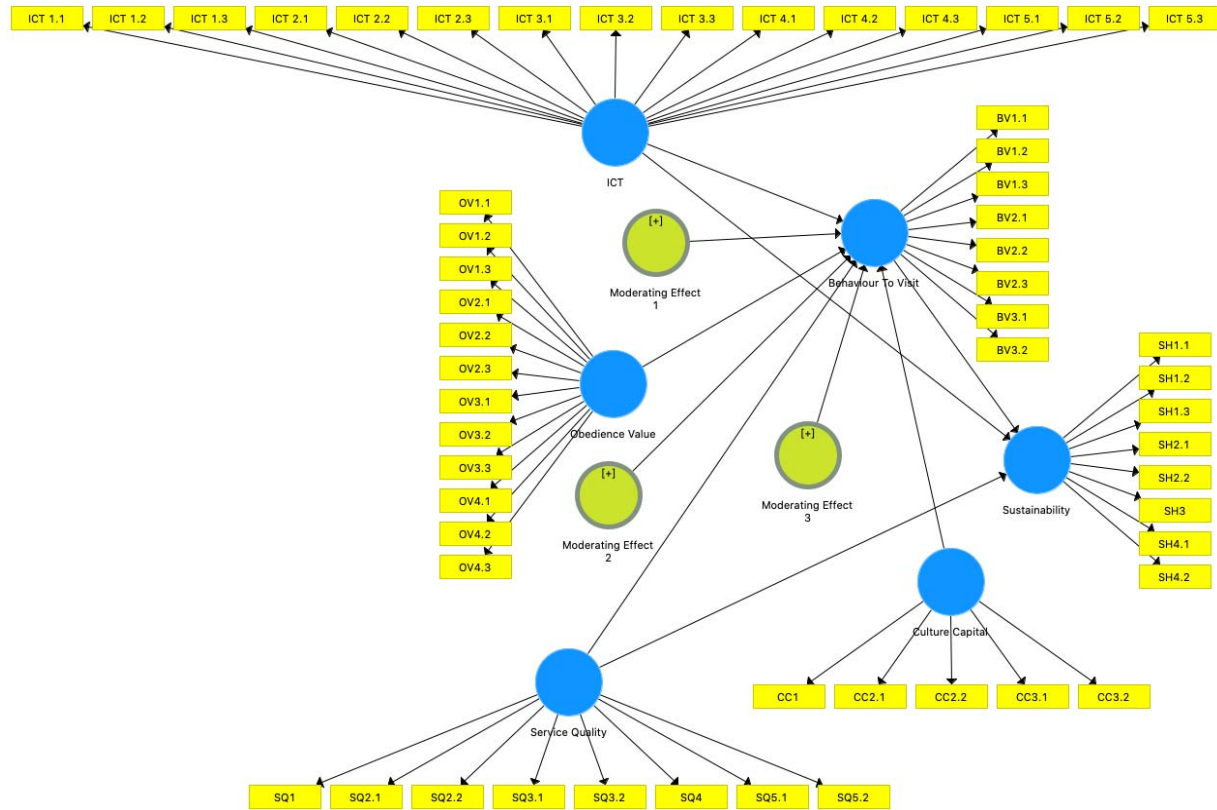 ICT 1.1
ICT 1.2
ICT 1.3
ICT 2.1
ICT 2.2
ICT 2.3
ICT 3.1
ICT 3.2
ICT 3.3
ICT 4.1
ICT 4.2
ICT 4.3
ICT 5.1
ICT 5.2
ICT 5.3
ICT
BV1.1
BV1.2
BV1.3
BV2.1
BV2.2
BV2.3
BV3.1
BV3.2
Behaviour To Visit
[+]
Moderating Effect
1
OV1.1
OV1.2
OV1.3
OV2.1
OV2.2
OV2.3
OV3.1
OV3.2
OV3.3
OV4.1
OV4.2
OV4.3
Obedience Value
[+]
Moderating Effect
2
[+]
Moderating Effect
3
SH1.1
SH1.2
SH1.3
SH2.1
SH2.2
SH3
SH4.1
SH4.2
Sustainability
Culture Capital
CC1
CC2.1
CC2.2
CC3.1
CC3.2
Service Quality
SQ1
SQ2.1
SQ2.2
SQ3.1
SQ3.2
SQ4
SQ5.1
SQ5.2